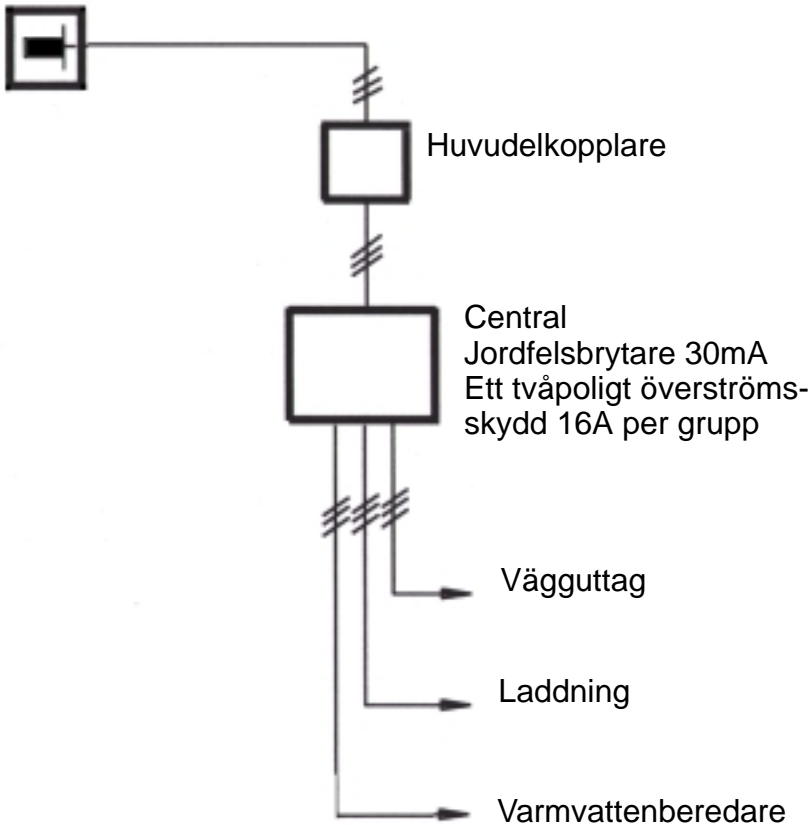 Huvudelkopplare
Central
Jordfelsbrytare 30mA
Ett tvåpoligt överströms-
skydd 16A per grupp
Vägguttag
Laddning
Varmvattenberedare